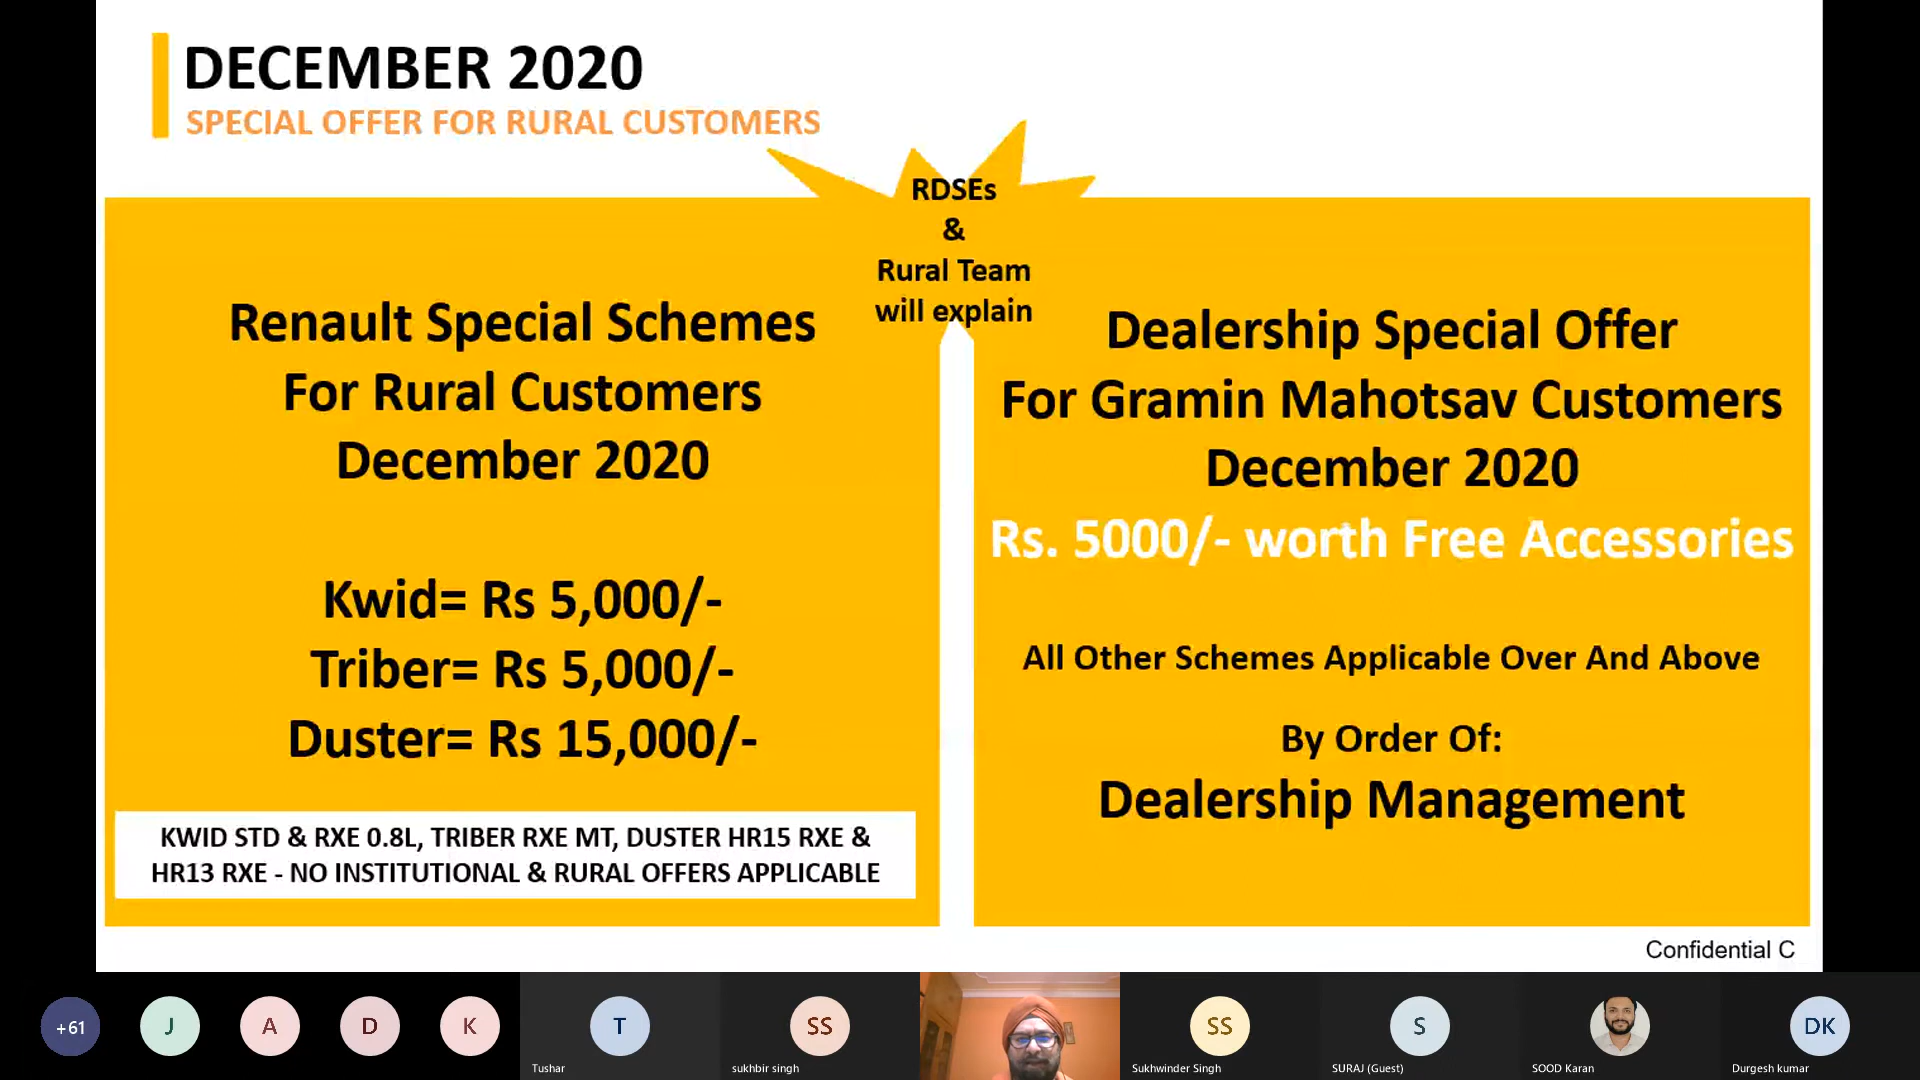 DECEMBER 2020
SPECIAL OFFER FOR RURAL CUSTOMERS
RDSEs
&
Rural Team
will explain
Renault Special Schemes
For Rural Customers
December 2020
Kwid= Rs 5,000/-
Triber= Rs 5,000/-
Duster= Rs 15,000/-
KWID STD & RXE 0.8L, TRIBER RXE MT, DUSTER HR15 RXE &
HR13 RXE - NO INSTITUTIONAL & RURAL OFFERS APPLICABLE
Dealership Special Offer
For Gramin Mahotsav Customers
December 2020
Rs. 5000/- worth Free Accessories
All Other Schemes Applicable Over And Above
By Order Of:
Dealership Management
Confidential C
+61
J
A
D
K
T
Tushar
SS
sukhbir singh
SS
Sukhwinder Singh
S
SURAJ (Guest)
SOOD Karan
DK
Durgesh kumar